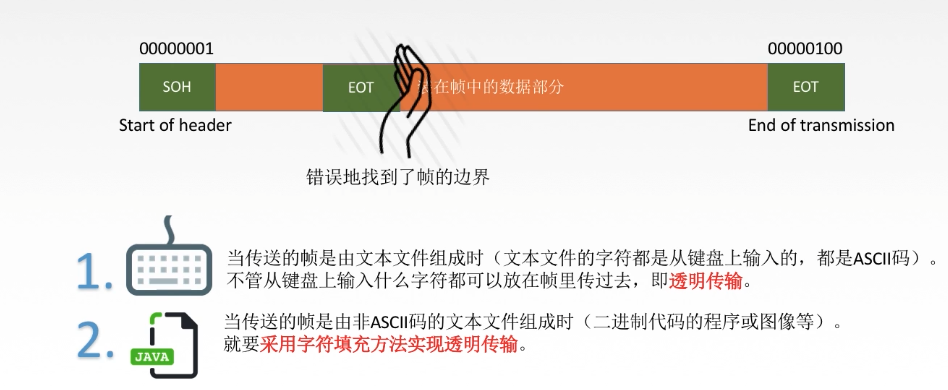 00000001
00000100
SOH
EOT
在帧中的数据部分
EOT
Start of header
End of transmission
错误地找到了帧的边界
1.
当传送的帧是由文本文件组成时（文本文件的字符都是从键盘上输入的，都是ASCII码）。
不管从键盘上输入什么字符都可以放在帧里传过去，即透明传输。
2.
JAVA
当传送的帧是由非ASCII码的文本文件组成时（二进制代码的程序或图像等）。
就要采用字符填充方法实现透明传输。